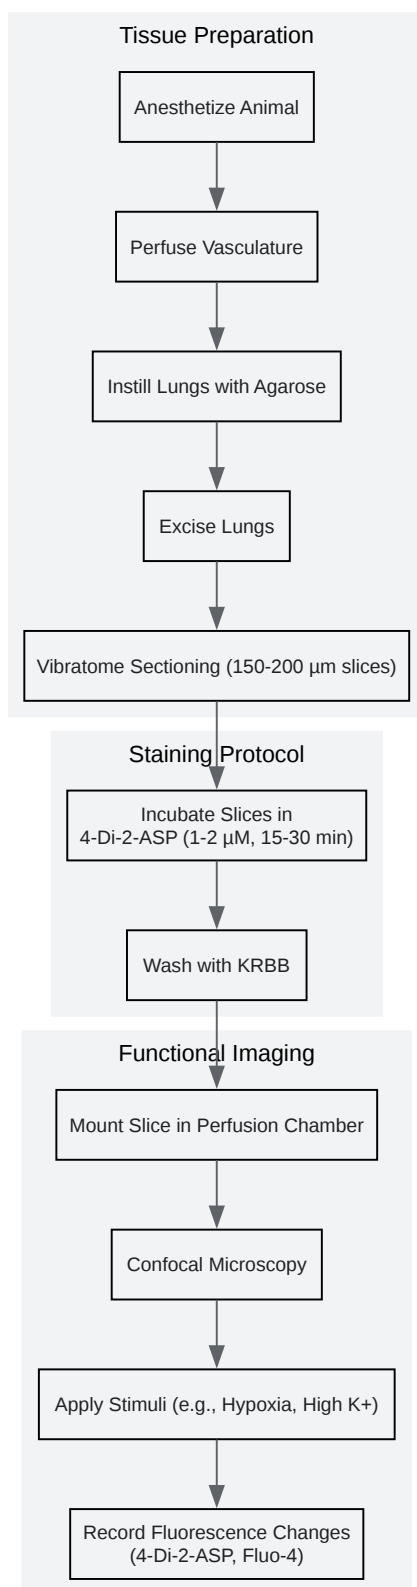 Tissue Preparation
Anesthetize Animal
Perfuse Vasculature
Instill Lungs with Agarose
Excise Lungs
Vibratome Sectioning (150-200 µm slices)
Staining Protocol
Incubate Slices in
4-Di-2-ASP (1-2 µM, 15-30 min)
Wash with KRBB
Functional Imaging
Mount Slice in Perfusion Chamber
Confocal Microscopy
Apply Stimuli (e.g., Hypoxia, High K+)
Record Fluorescence Changes
(4-Di-2-ASP, Fluo-4)